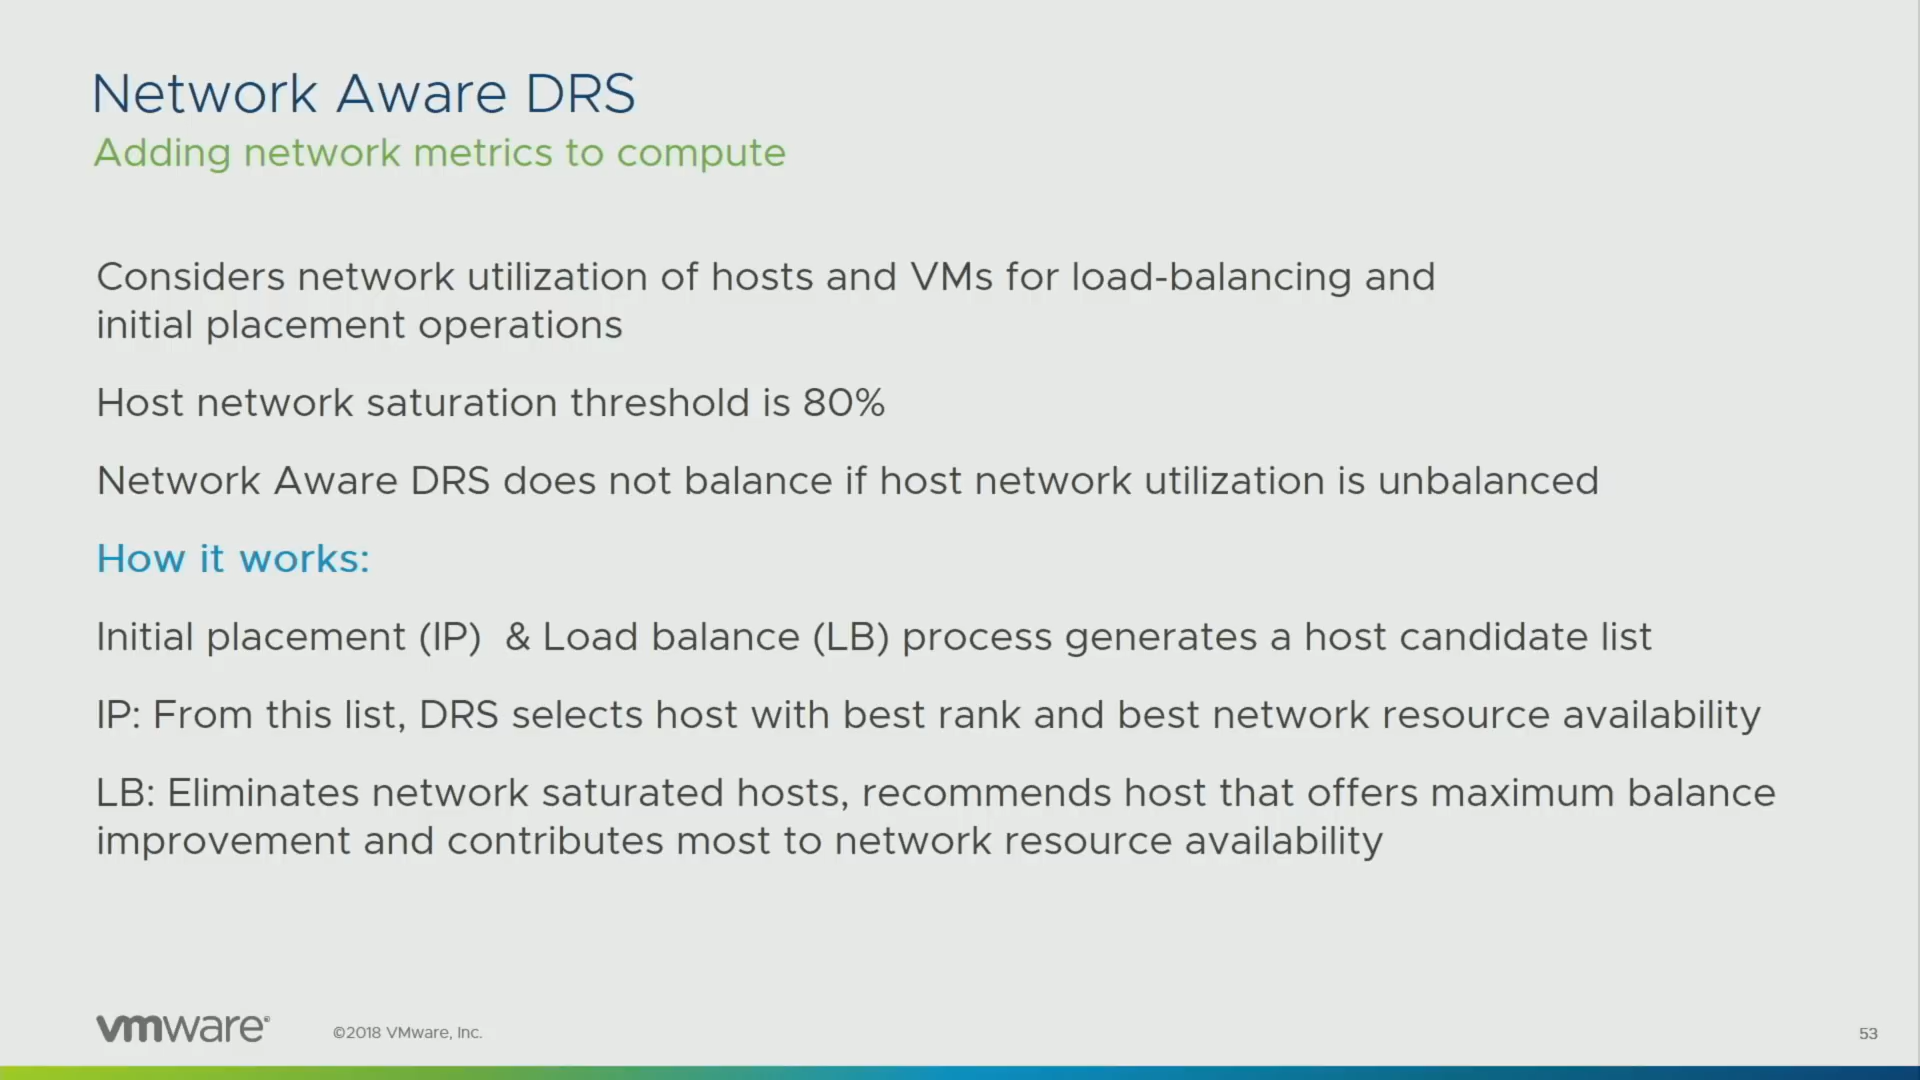 Network Aware DRS
Adding network metrics to compute
Considers network utilization of hosts and VMs for load-balancing and
initial placement operations
Host network saturation threshold is 80%
Network Aware DRS does not balance if host network utilization is unbalanced
How it works:
Initial placement (IP)  & Load balance (LB) process generates a host candidate list
IP: From this list, DRS selects host with best rank and best network resource availability
LB: Eliminates network saturated hosts, recommends host that offers maximum balance
improvement and contributes most to network resource availability
vmware®
©2018 VMware, Inc.
53